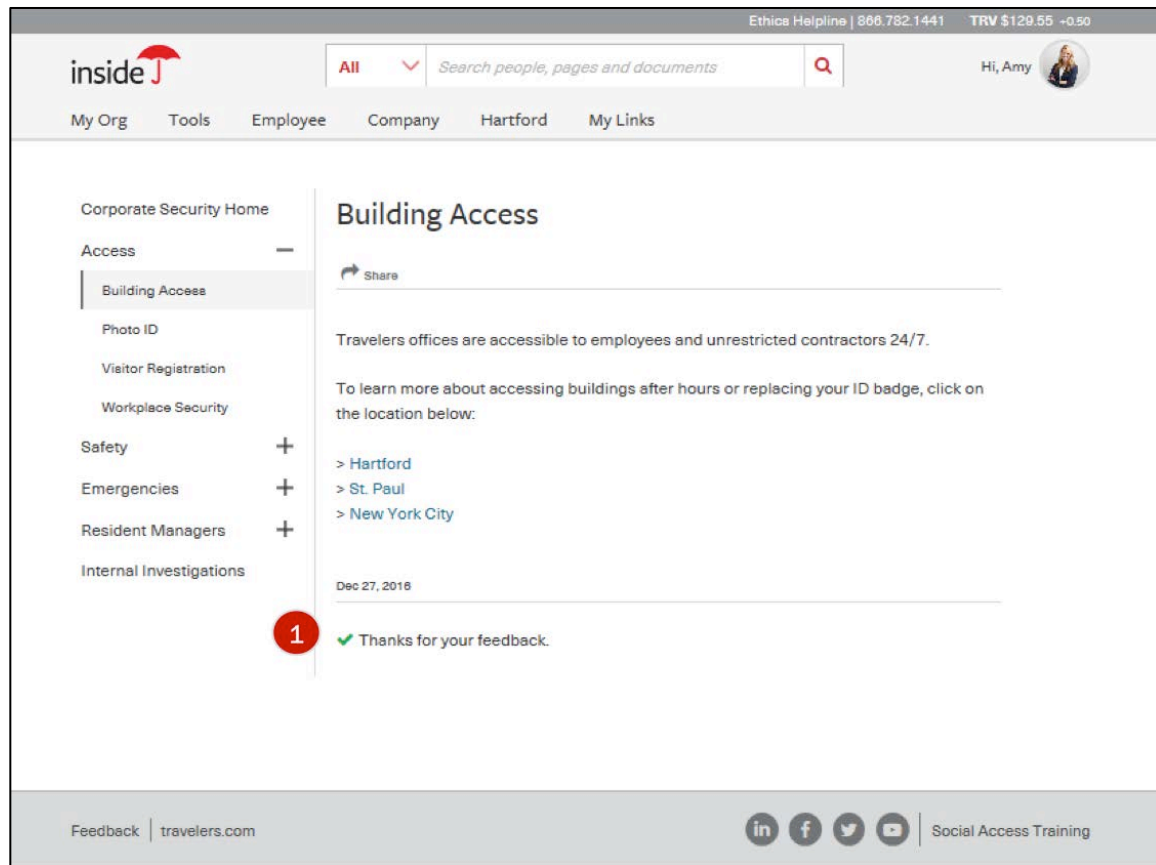 Ethics Helpline | 866.782.1441 TRV $129.55 +0.50
inside
All Search people, pages and documents
Hi, Amy
My Org Tools Employee Company Hartford My Links
Corporate Security Home
Access
Building Access
Photo ID
Visitor Registration
Workplace Security
Safety
Emergencies
Resident Managers
Internal Investigations
Building Access
Share
Travelers offices are accessible to employees and unrestricted contractors 24/7.
To learn more about accessing buildings after hours or replacing your ID badge, click on
the location below:
> Hartford
> St. Paul
> New York City
Dec 27, 2016
1
Thanks for your feedback.
Feedback | travelers.com
in f Social Access Training